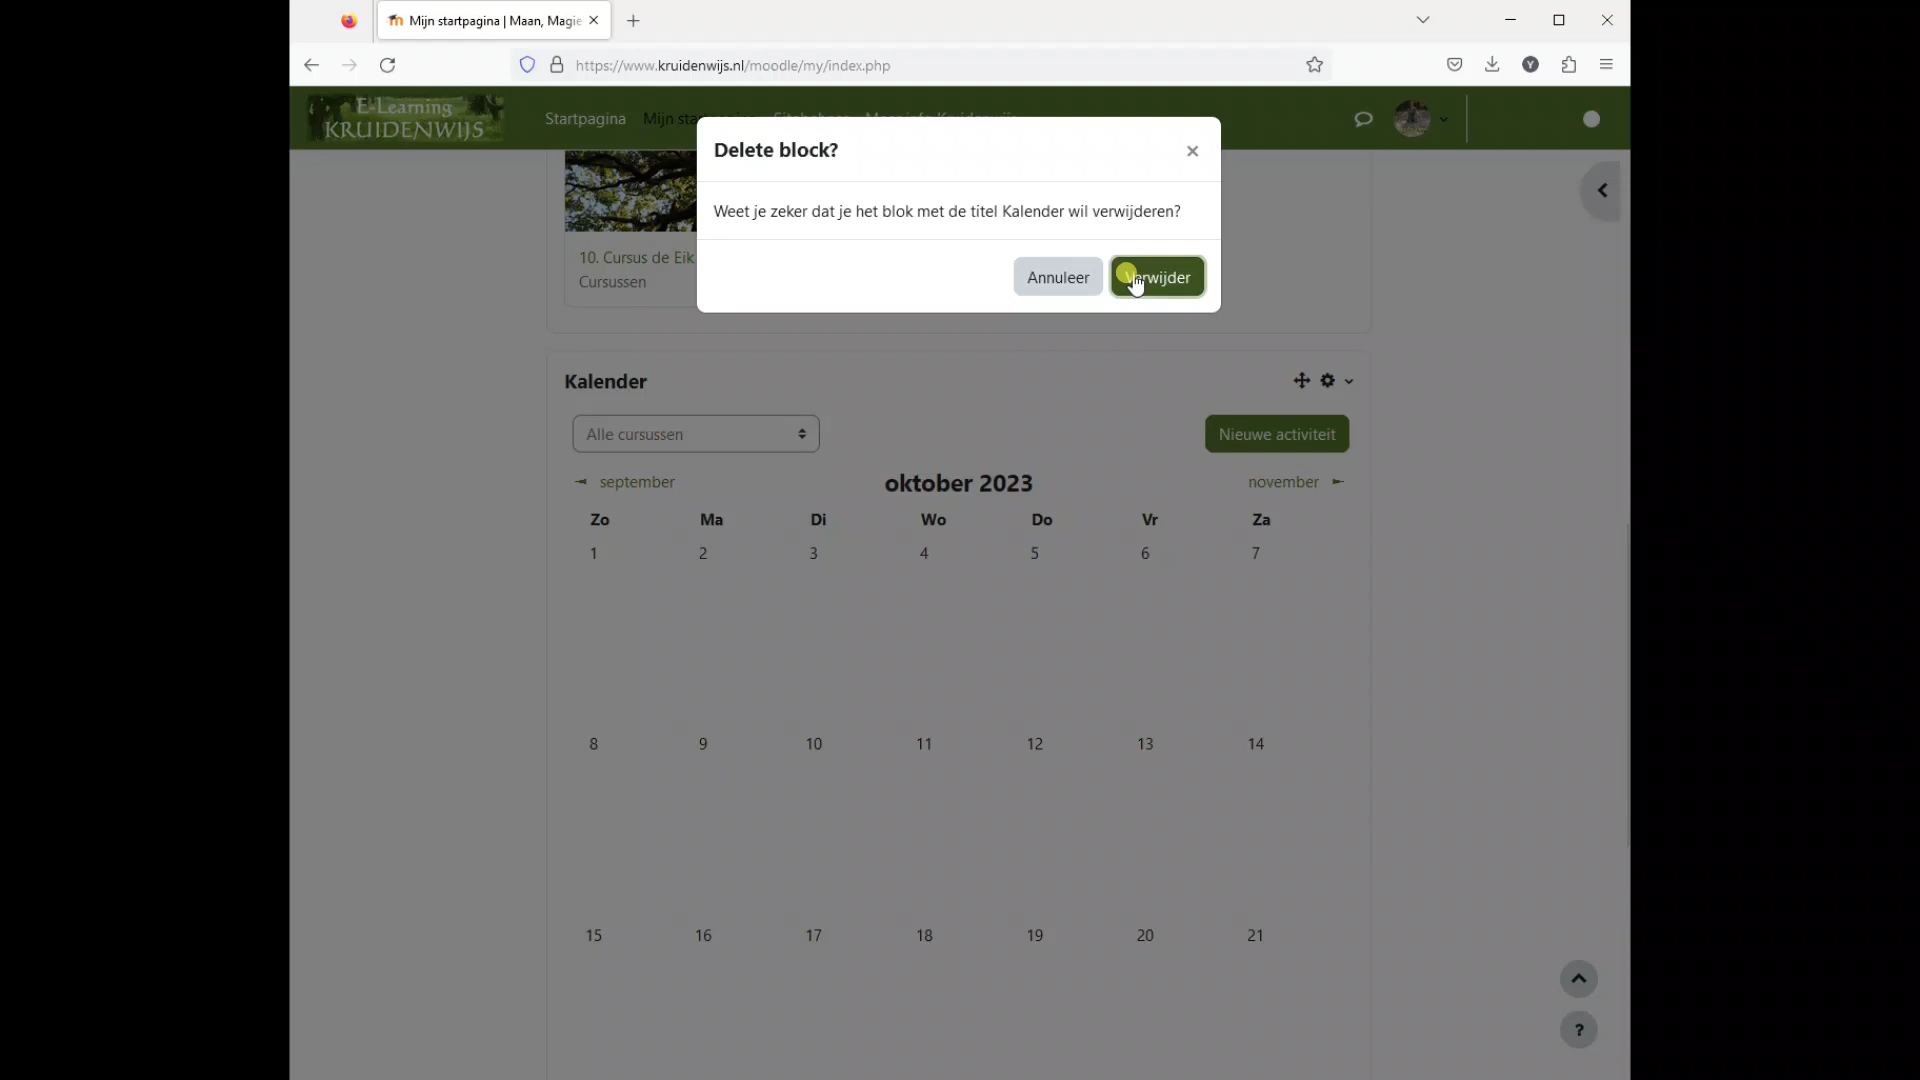 Mijn startpagina | Maan, Magie
https://www.kruidenwijs.nl/moodle/my/index.php
E-Learning
KRUIDENWIJS
Startpagina
Delete block?
Weet je zeker dat je het blok met de titel Kalender wil verwijderen?
Annuleer
10. Cursus de Eik
Cursussen
Kalender
Alle cursussen
Nieuwe activiteit
september oktober 2023 november
Zo Ma Di Wo Do Vr Za
1 2 3 4 5 6 7
8 9 10 11 12 13 14
15 16 17 18 19 20 21
?